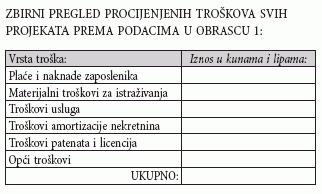 ZBIRNI PREGLED PROCIJENJENIH TROŠKOVA SVIH
PROJEKATA PREMA PODACIMA U OBRASCU 1:
Vrsta troška: Iznos u kunama i lipama:
Plaće i naknade zaposlenika
Materijalni troškovi za istraživanja
Troškovi usluga
Troškovi amortizacije nekretnina
Troškovi patenata i licencija
Opći troškovi
UKUPNO: